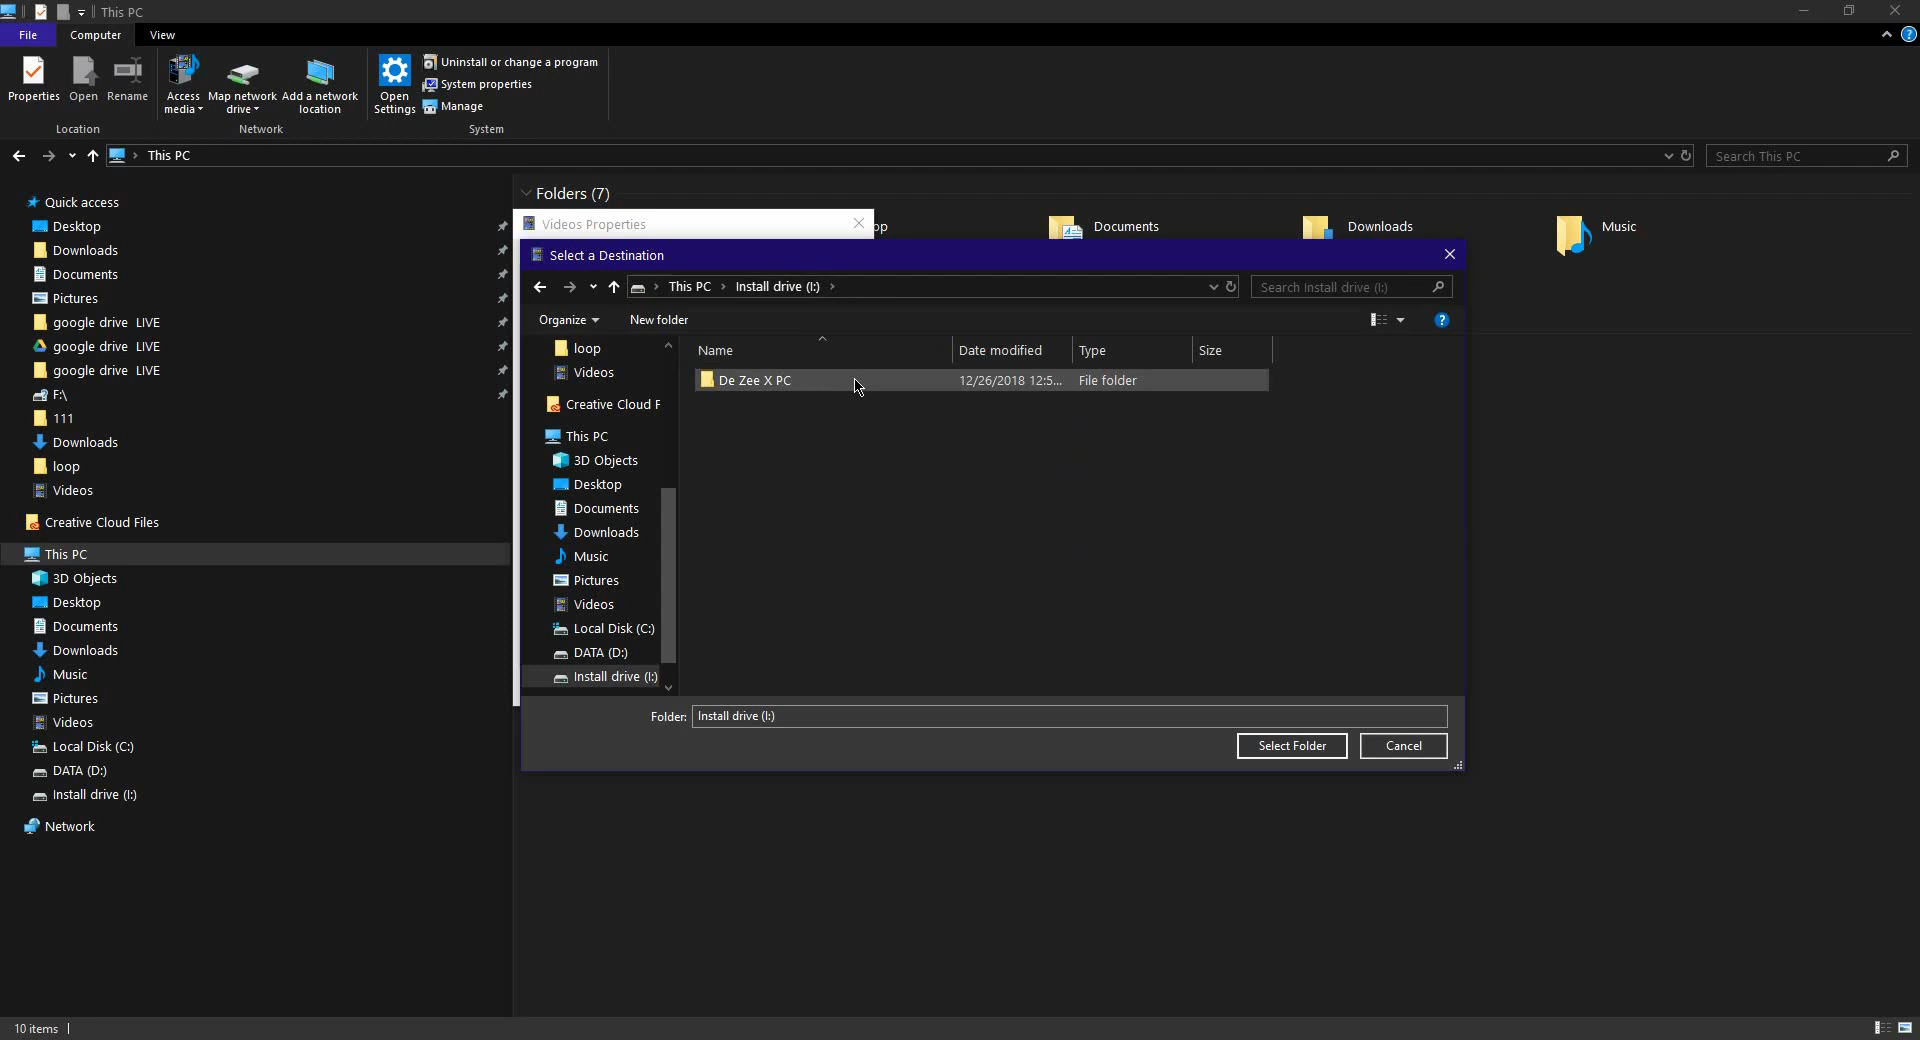 This PC
File Computer View
Properties Open Rename Access media Map network drive Add a network location Open Settings Uninstall or change a program
System properties
Manage
Location Network System
This PC Search This PC
Quick access
Desktop
Downloads
Documents
Pictures
google drive LIVE
google drive LIVE
google drive LIVE
F:\
111
Downloads
loop
Videos
Creative Cloud Files
This PC
3D Objects
Desktop
Documents
Downloads
Music
Pictures
Videos
Local Disk (C:)
DATA (D:)
Install drive (I:)
Network
Folders (7)
Videos Properties
op Documents Downloads Music
Select a Destination
This PC Install drive (I:) Search Install drive (I:)
Organize New folder
loop
Videos
Creative Cloud F
This PC
3D Objects
Desktop
Documents
Downloads
Music
Pictures
Videos
Local Disk (C:)
DATA (D:)
Install drive (I:)
Name Date modified Type Size
De Zee X PC 12/26/2018 12:5... File folder
Folder: Install drive (I:)
Select Folder Cancel
10 items